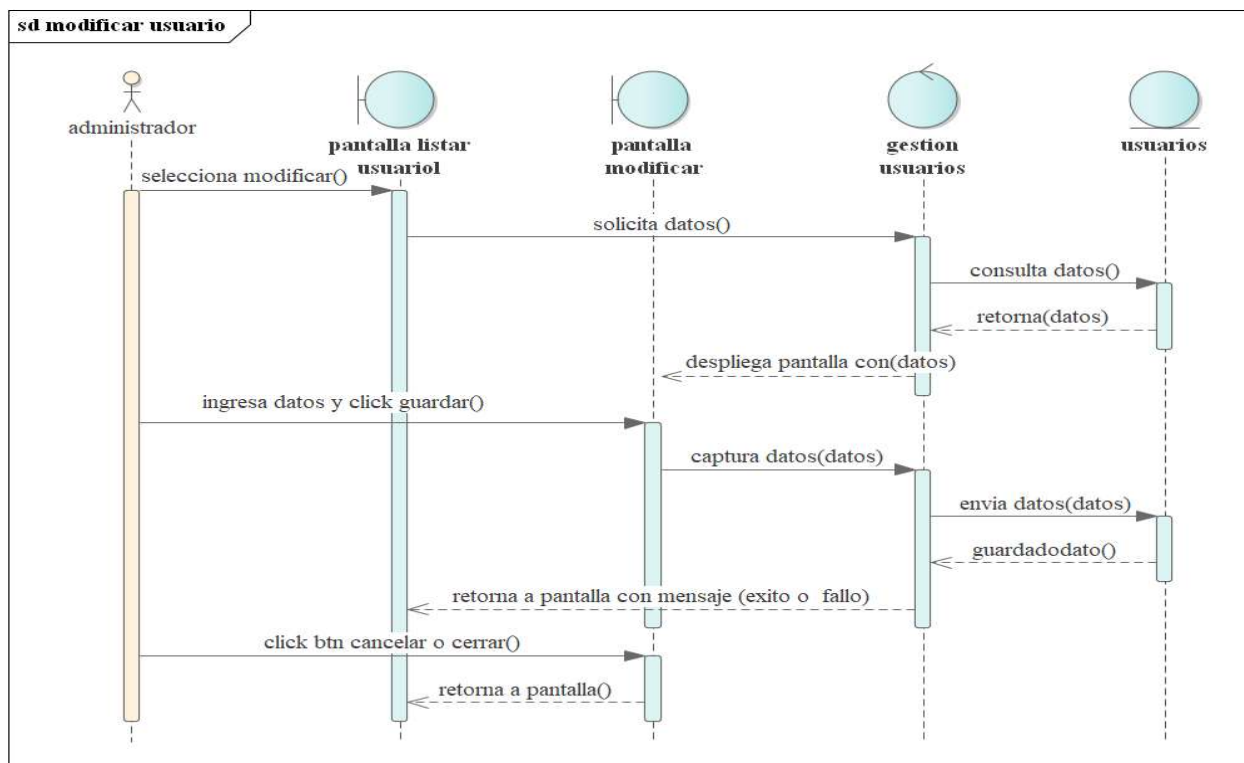 sd modificar usuario
administrador
pantalla listar
usuariol
pantalla
modificar
gestion
usuarios
usuarios
selecciona modificar()
solicita datos()
consulta datos()
retorna(datos)
despliega pantalla con(datos)
ingresa datos y click guardar()
captura datos(datos)
envia datos(datos)
guardadodato()
retorna a pantalla con mensaje (exito o fallo)
click btn cancelar o cerrar()
retorna a pantalla()